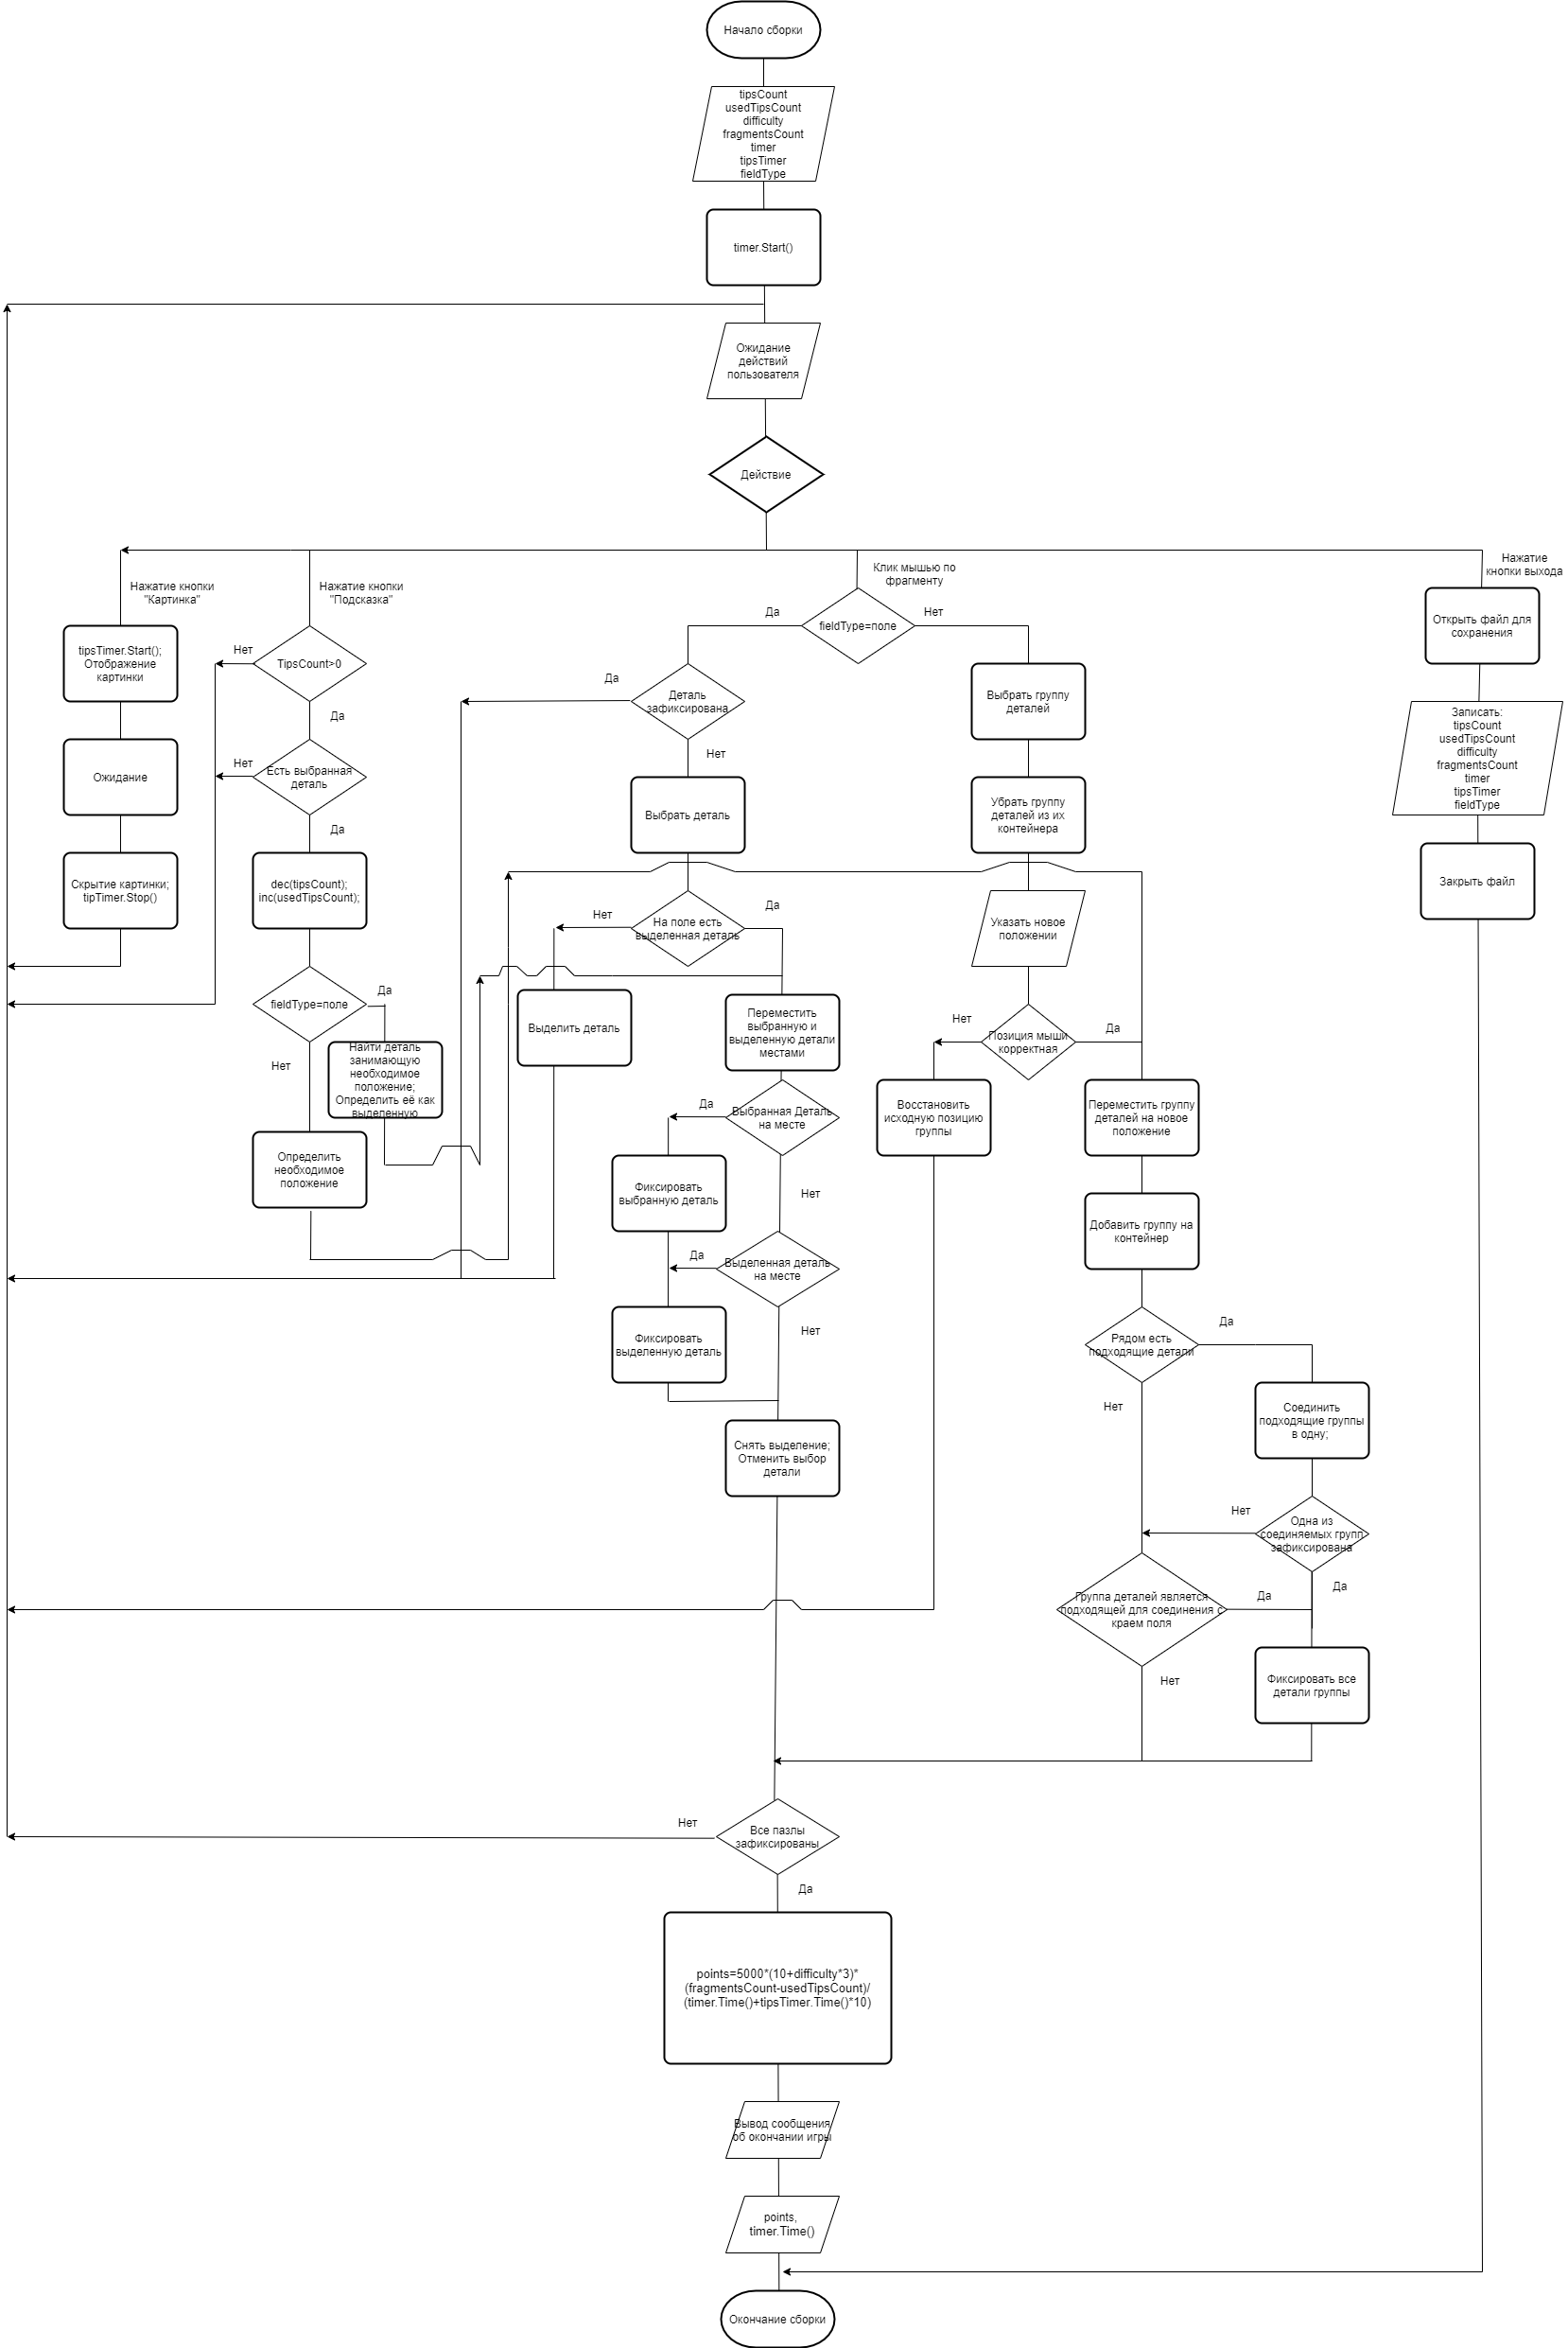 Начало сборки
tipsCount
usedTipsCount
difficulty
fragmentsCount
timer
tipsTimer
fieldType
timer.Start()
Ожидание
действий
пользователя
Действие
Нажатие кнопки
"Картинка"
tipsTimer.Start();
Отображение
картинки
Ожидание
Скрытие картинки;
tipTimer.Stop()
Нажатие кнопки
"Подсказка"
TipsCount>0
Нет
Да
Есть выбранная
деталь
Нет
Да
dec(tipsCount);
inc(usedTipsCount);
fieldType=поле
Да
Нет
Найти деталь
занимающую
необходимое
положение;
Определить её как
выделенную
Определить
необходимое
положение
Клик мышью по
фрагменту
fieldType=поле
Да
Нет
Деталь
зафиксирована
Да
Нет
Выбрать деталь
На поле есть
выделенная деталь
Нет
Да
Выделить деталь
Переместить
выбранную и
выделенную детали
местами
Выбранная Деталь
на месте
Да
Нет
Фиксировать
выбранную деталь
Выделенная деталь
на месте
Да
Нет
Фиксировать
выделенную деталь
Снять выделение;
Отменить выбор
детали
Выбрать группу
деталей
Убрать группу
деталей из их
контейнера
Указать новое
положении
Позиция мыши
корректная
Нет
Да
Восстановить
исходную позицию
группы
Переместить группу
деталей на новое
положение
Добавить группу на
контейнер
Рядом есть
подходящие детали
Да
Нет
Соединить
подходящие группы
в одну;
Одна из
соединяемых групп
зафиксирована
Нет
Да
Группа деталей является
подходящей для соединения с
краем поля
Да
Нет
Фиксировать все
детали группы
Нажатие
кнопки выхода
Открыть файл для
сохранения
Записать:
tipsCount
usedTipsCount
difficulty
fragmentsCount
timer
tipsTimer
fieldType
Закрыть файл
Все пазлы
зафиксированы
Нет
Да
points=5000*(10+difficulty*3)*
(fragmentsCount-usedTipsCount)/
(timer.Time()+tipsTimer.Time()*10)
Вывод сообщения
об окончании игры
points,
timer.Time()
Окончание сборки